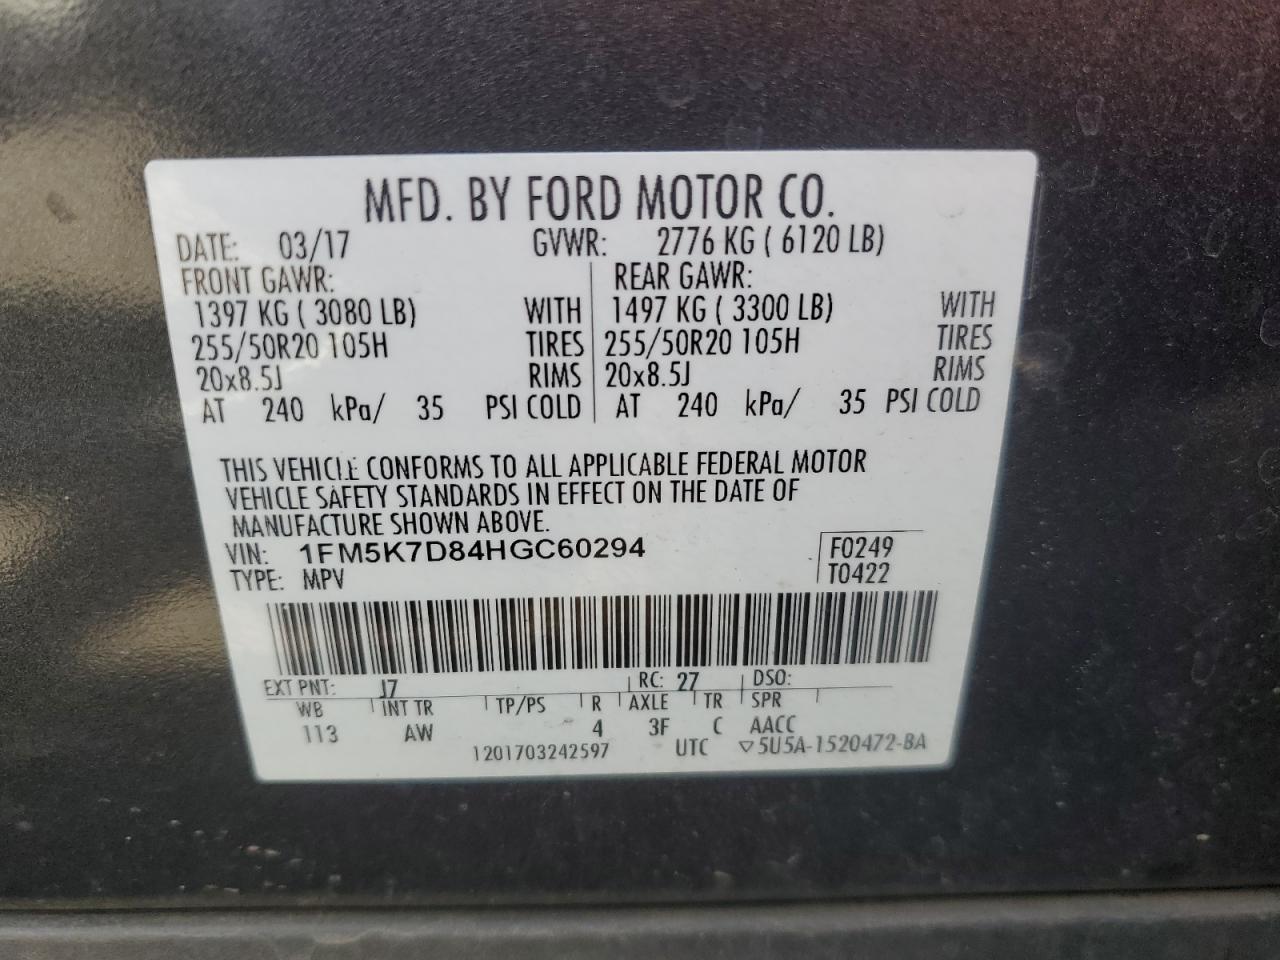 MFD. BY FORD MOTOR CO.
DATE: 03/17 GVWR: 2776 KG ( 6120 LB)
FRONT GAWR: REAR GAWR:
1397 KG ( 3080 LB) WITH 1497 KG ( 3300 LB) WITH
255/50R20 105H TIRES 255/50R20 105H TIRES
20x8.5J RIMS 20x8.5J RIMS
AT 240 kPa/ 35 PSI COLD AT 240 kPa/ 35 PSI COLD
THIS VEHICLE CONFORMS TO ALL APPLICABLE FEDERAL MOTOR
VEHICLE SAFETY STANDARDS IN EFFECT ON THE DATE OF
MANUFACTURE SHOWN ABOVE.
VIN: 1FM5K7D84HGC60294 F0249
TYPE: MPV T0422
EXT PNT: J7 RC: 27 DSO:
WB INT TR TP/PS R AXLE TR SPR
113 AW 4 3F C AACC
1201703242597 UTC ▽5U5A-1520472-BA